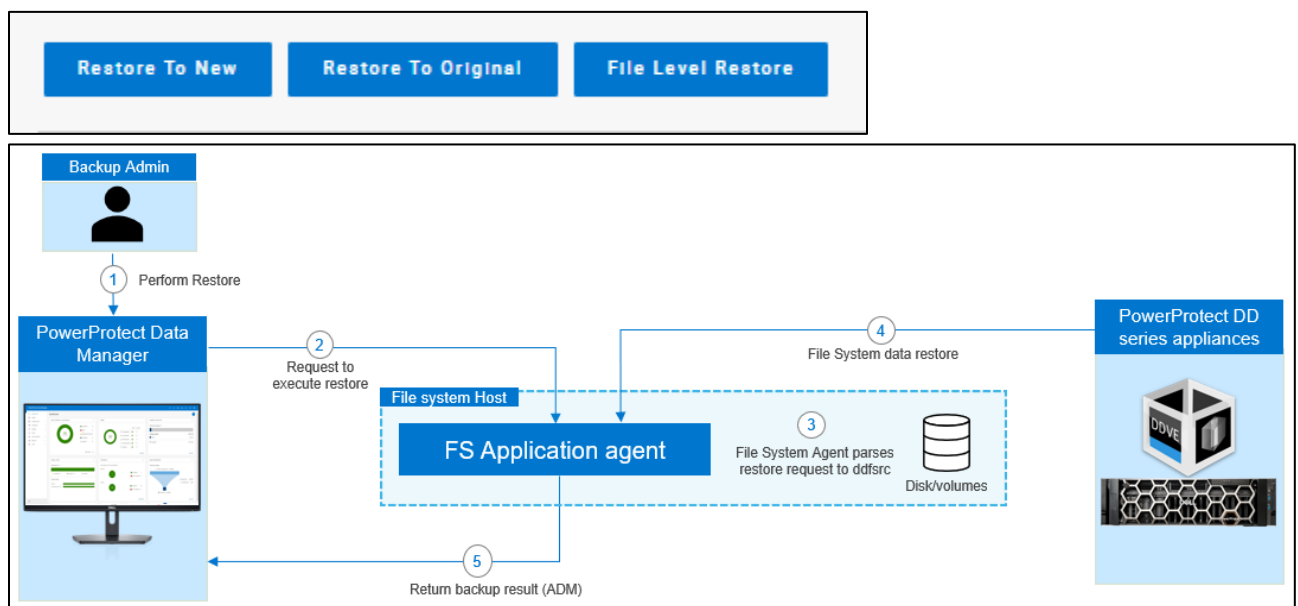 Restore To New
Restore To Original
File Level Restore
Backup Admin
1
Perform Restore
PowerProtect Data
Manager
2
Request to
execute restore
File system Host
FS Application agent
3
File System Agent parses
restore request to ddfsrc
Disk/volumes
4
File System data restore
PowerProtect DD
series appliances
DDVE
5
Return backup result (ADM)